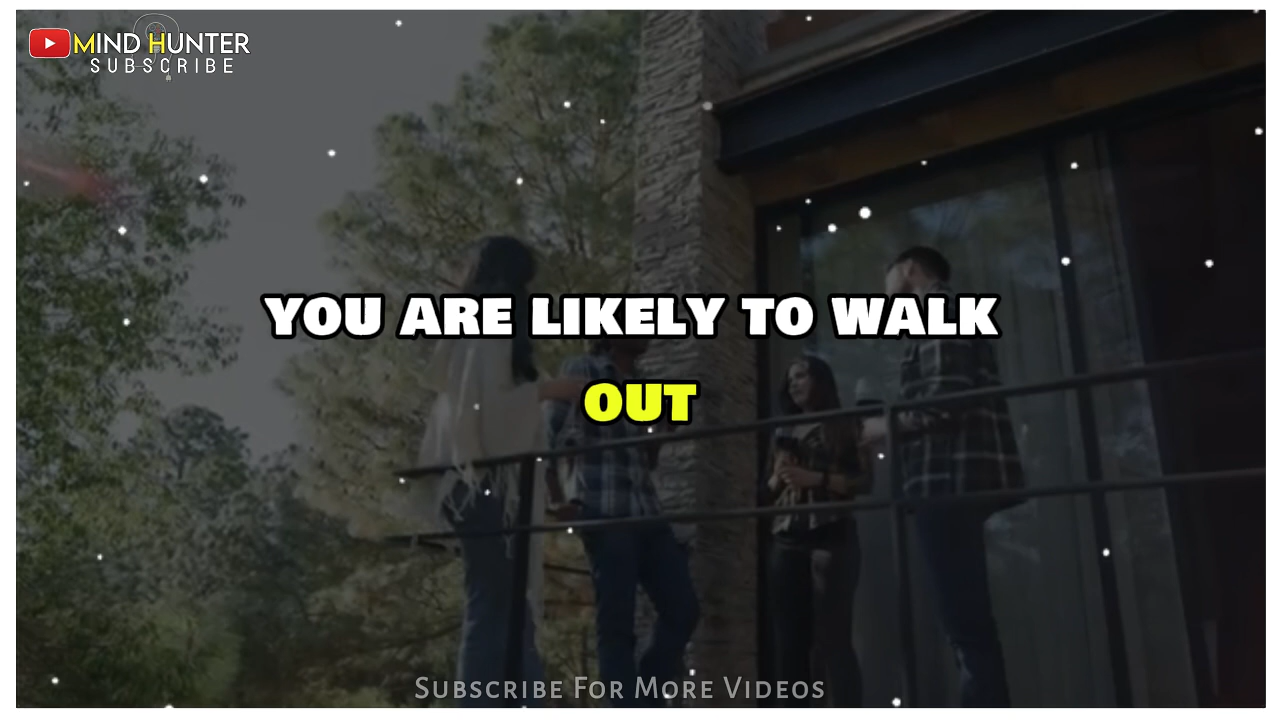 MIND HUNTER
SUBSCRIBE
YOU ARE LIKELY TO WALK
OUT
SUBSCRIBE FOR MORE VIDEOS